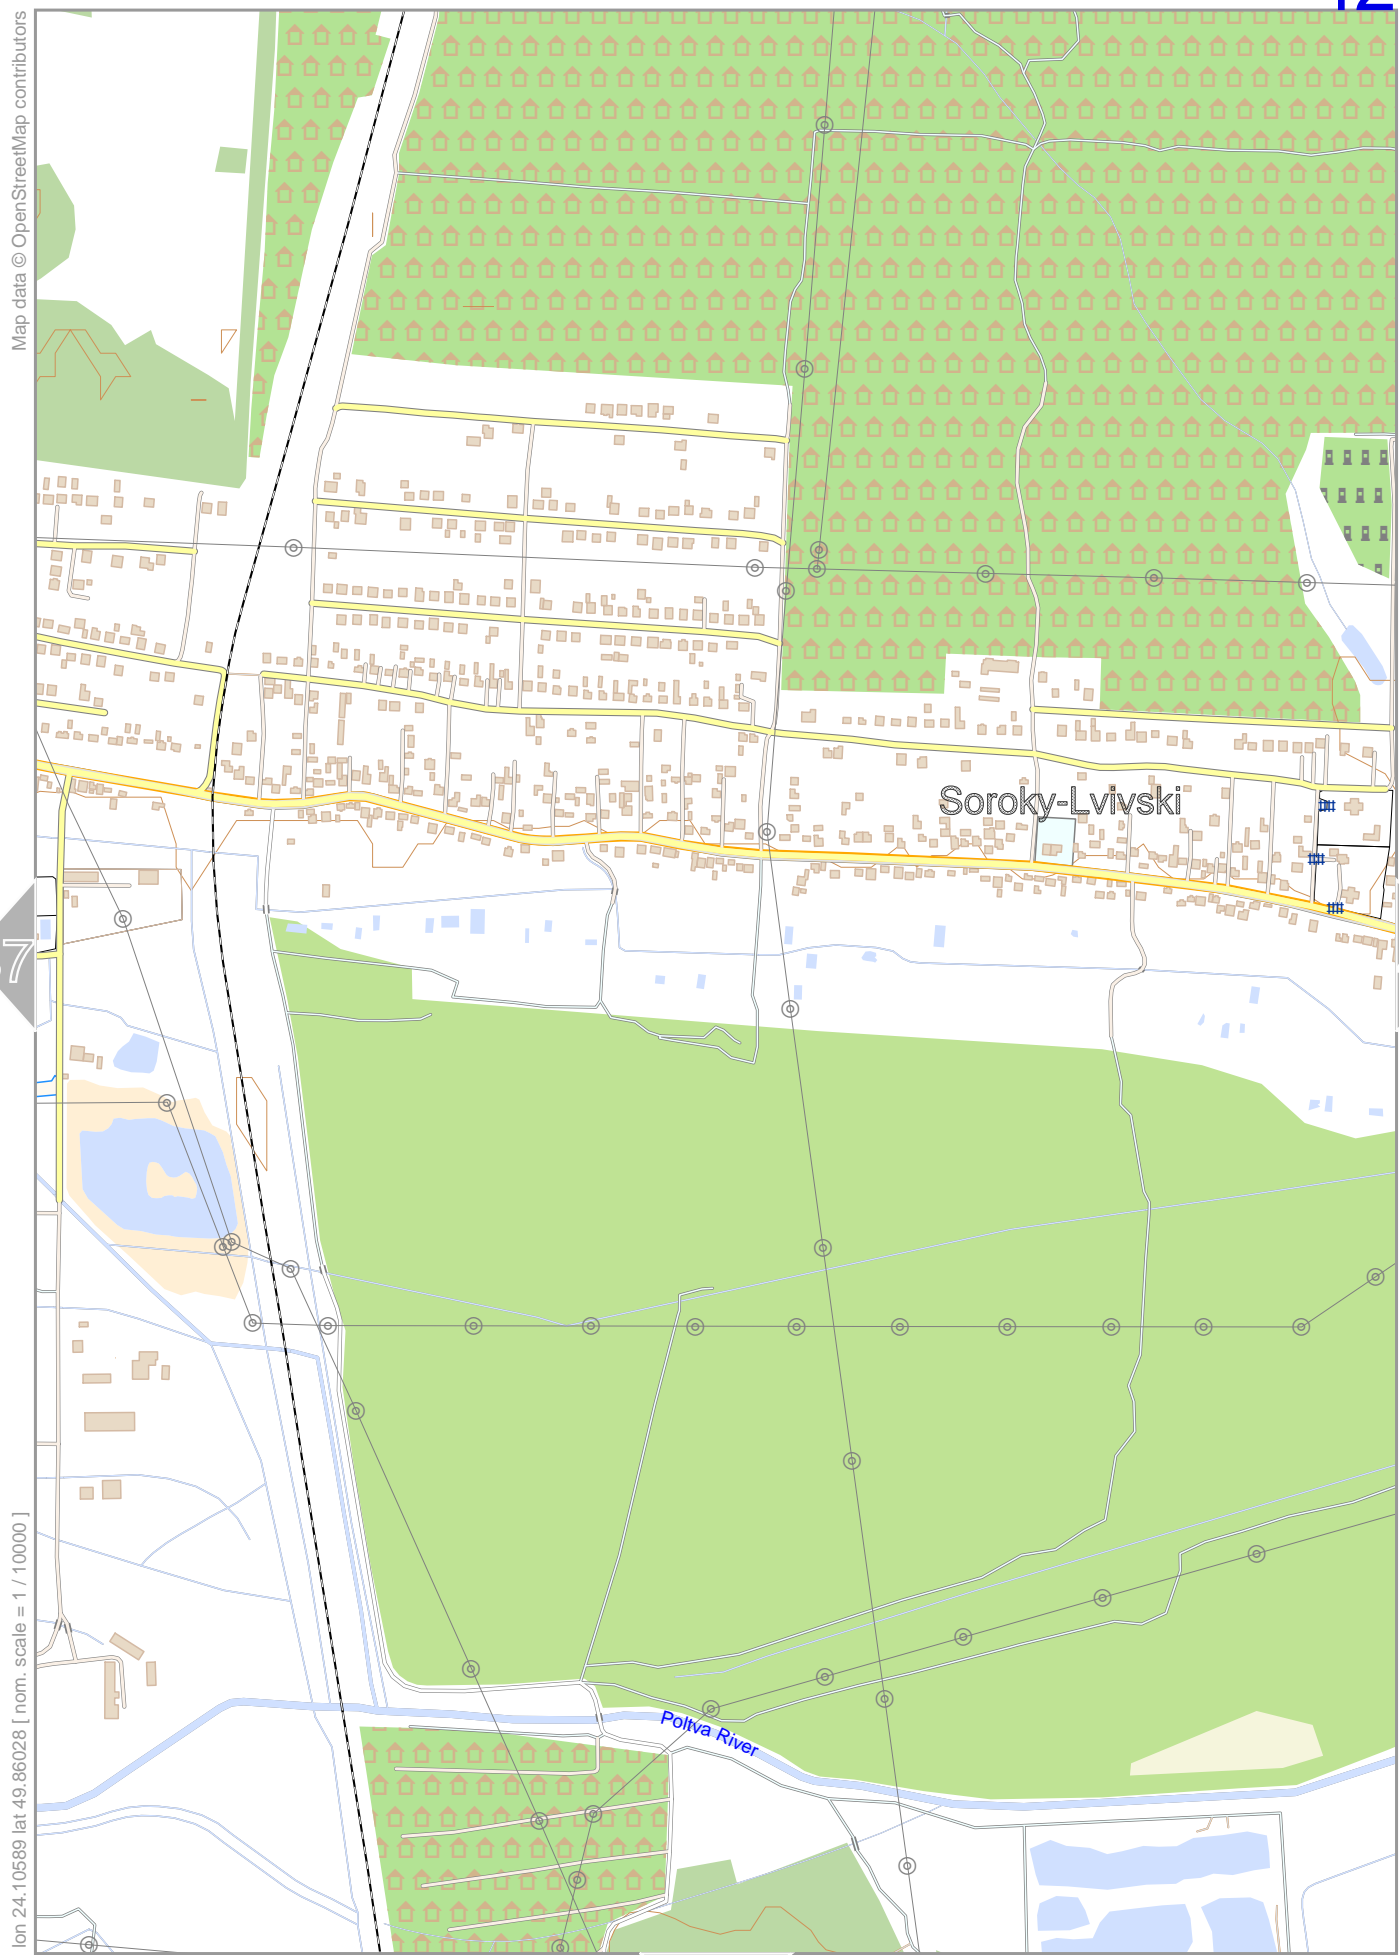 Map data © OpenStreetMap contributors
Soroky-Lvivski
7
Poltva River
lon 24.10589 lat 49.86028 [ nom. scale = 1 / 10000 ]